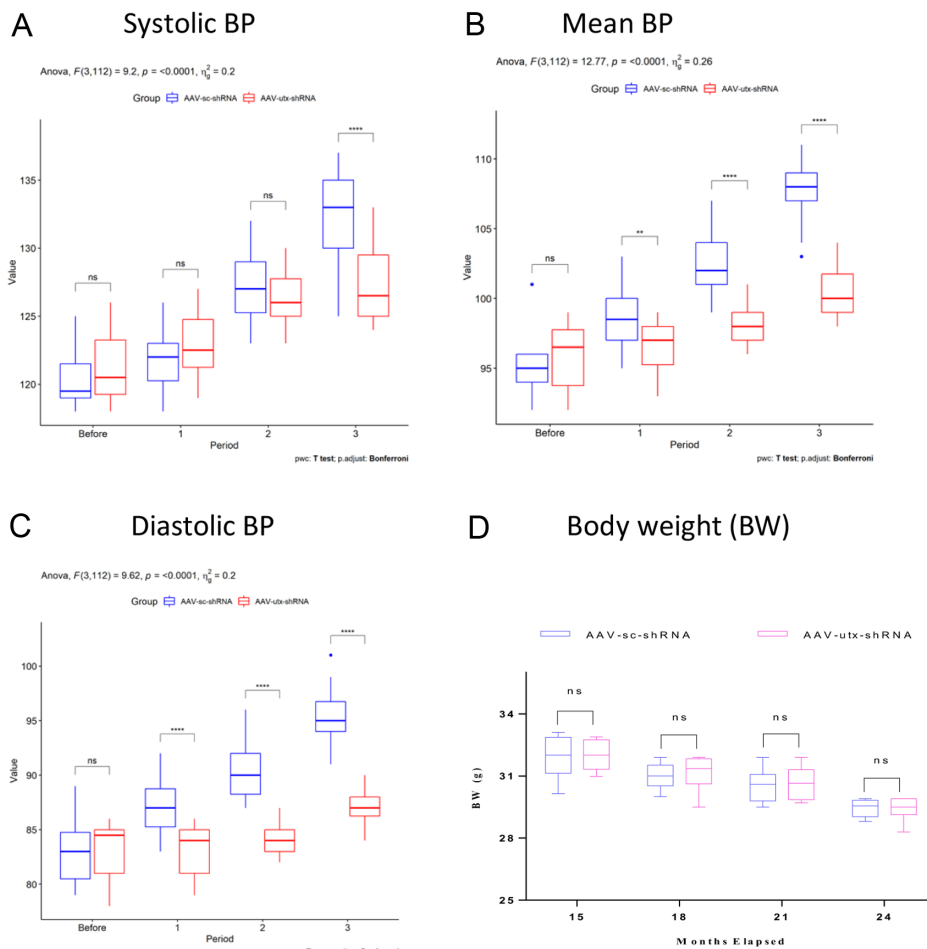 A Systolic BP
Anova, F(3,112) = 9.2, p = <0.0001, η²g = 0.2
Group AAV-sc-shRNA AAV-utx-shRNA
Value
135
130
125
120
ns
ns
ns
****
Before 1 2 3
Period
pwc: T test; p.adjust: Bonferroni
B Mean BP
Anova, F(3,112) = 12.77, p = <0.0001, η²g = 0.26
Group AAV-sc-shRNA AAV-utx-shRNA
Value
110
105
100
95
ns
**
****
****
Before 1 2 3
Period
pwc: T test; p.adjust: Bonferroni
C Diastolic BP
Anova, F(3,112) = 9.62, p = <0.0001, η²g = 0.2
Group AAV-sc-shRNA AAV-utx-shRNA
Value
100
95
90
85
80
ns
****
****
****
Before 1 2 3
Period
D Body weight (BW)
AAV-sc-shRNA AAV-utx-shRNA
BW (g)
34
31
28
25
ns
ns
ns
ns
15 18 21 24
Months Elapsed